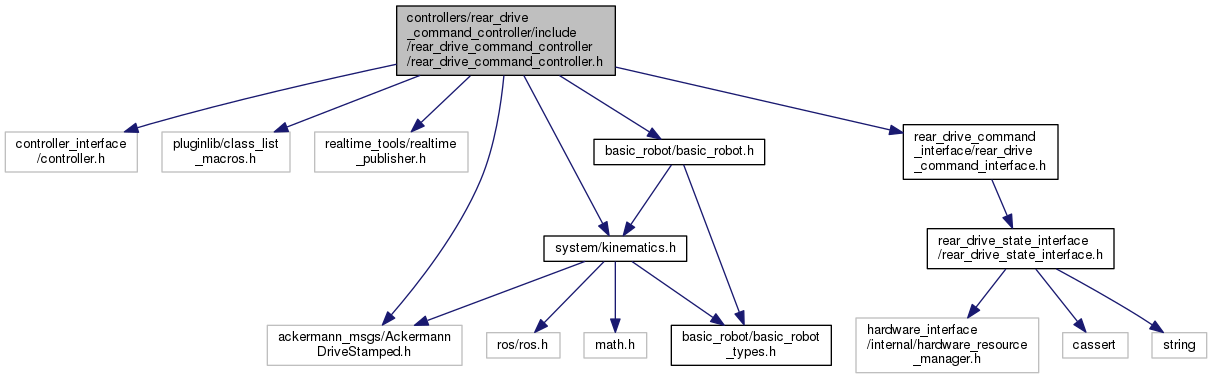 controllers/rear_drive
_command_controller/include
/rear_drive_command_controller
/rear_drive_command_controller.h
controller_interface
/controller.h
pluginlib/class_list
_macros.h
realtime_tools/realtime
_publisher.h
basic_robot/basic_robot.h
rear_drive_command
_interface/rear_drive
_command_interface.h
system/kinematics.h
rear_drive_state_interface
/rear_drive_state_interface.h
ackermann_msgs/Ackermann
DriveStamped.h
ros/ros.h
math.h
basic_robot/basic_robot
_types.h
hardware_interface
/internal/hardware_resource
_manager.h
cassert
string